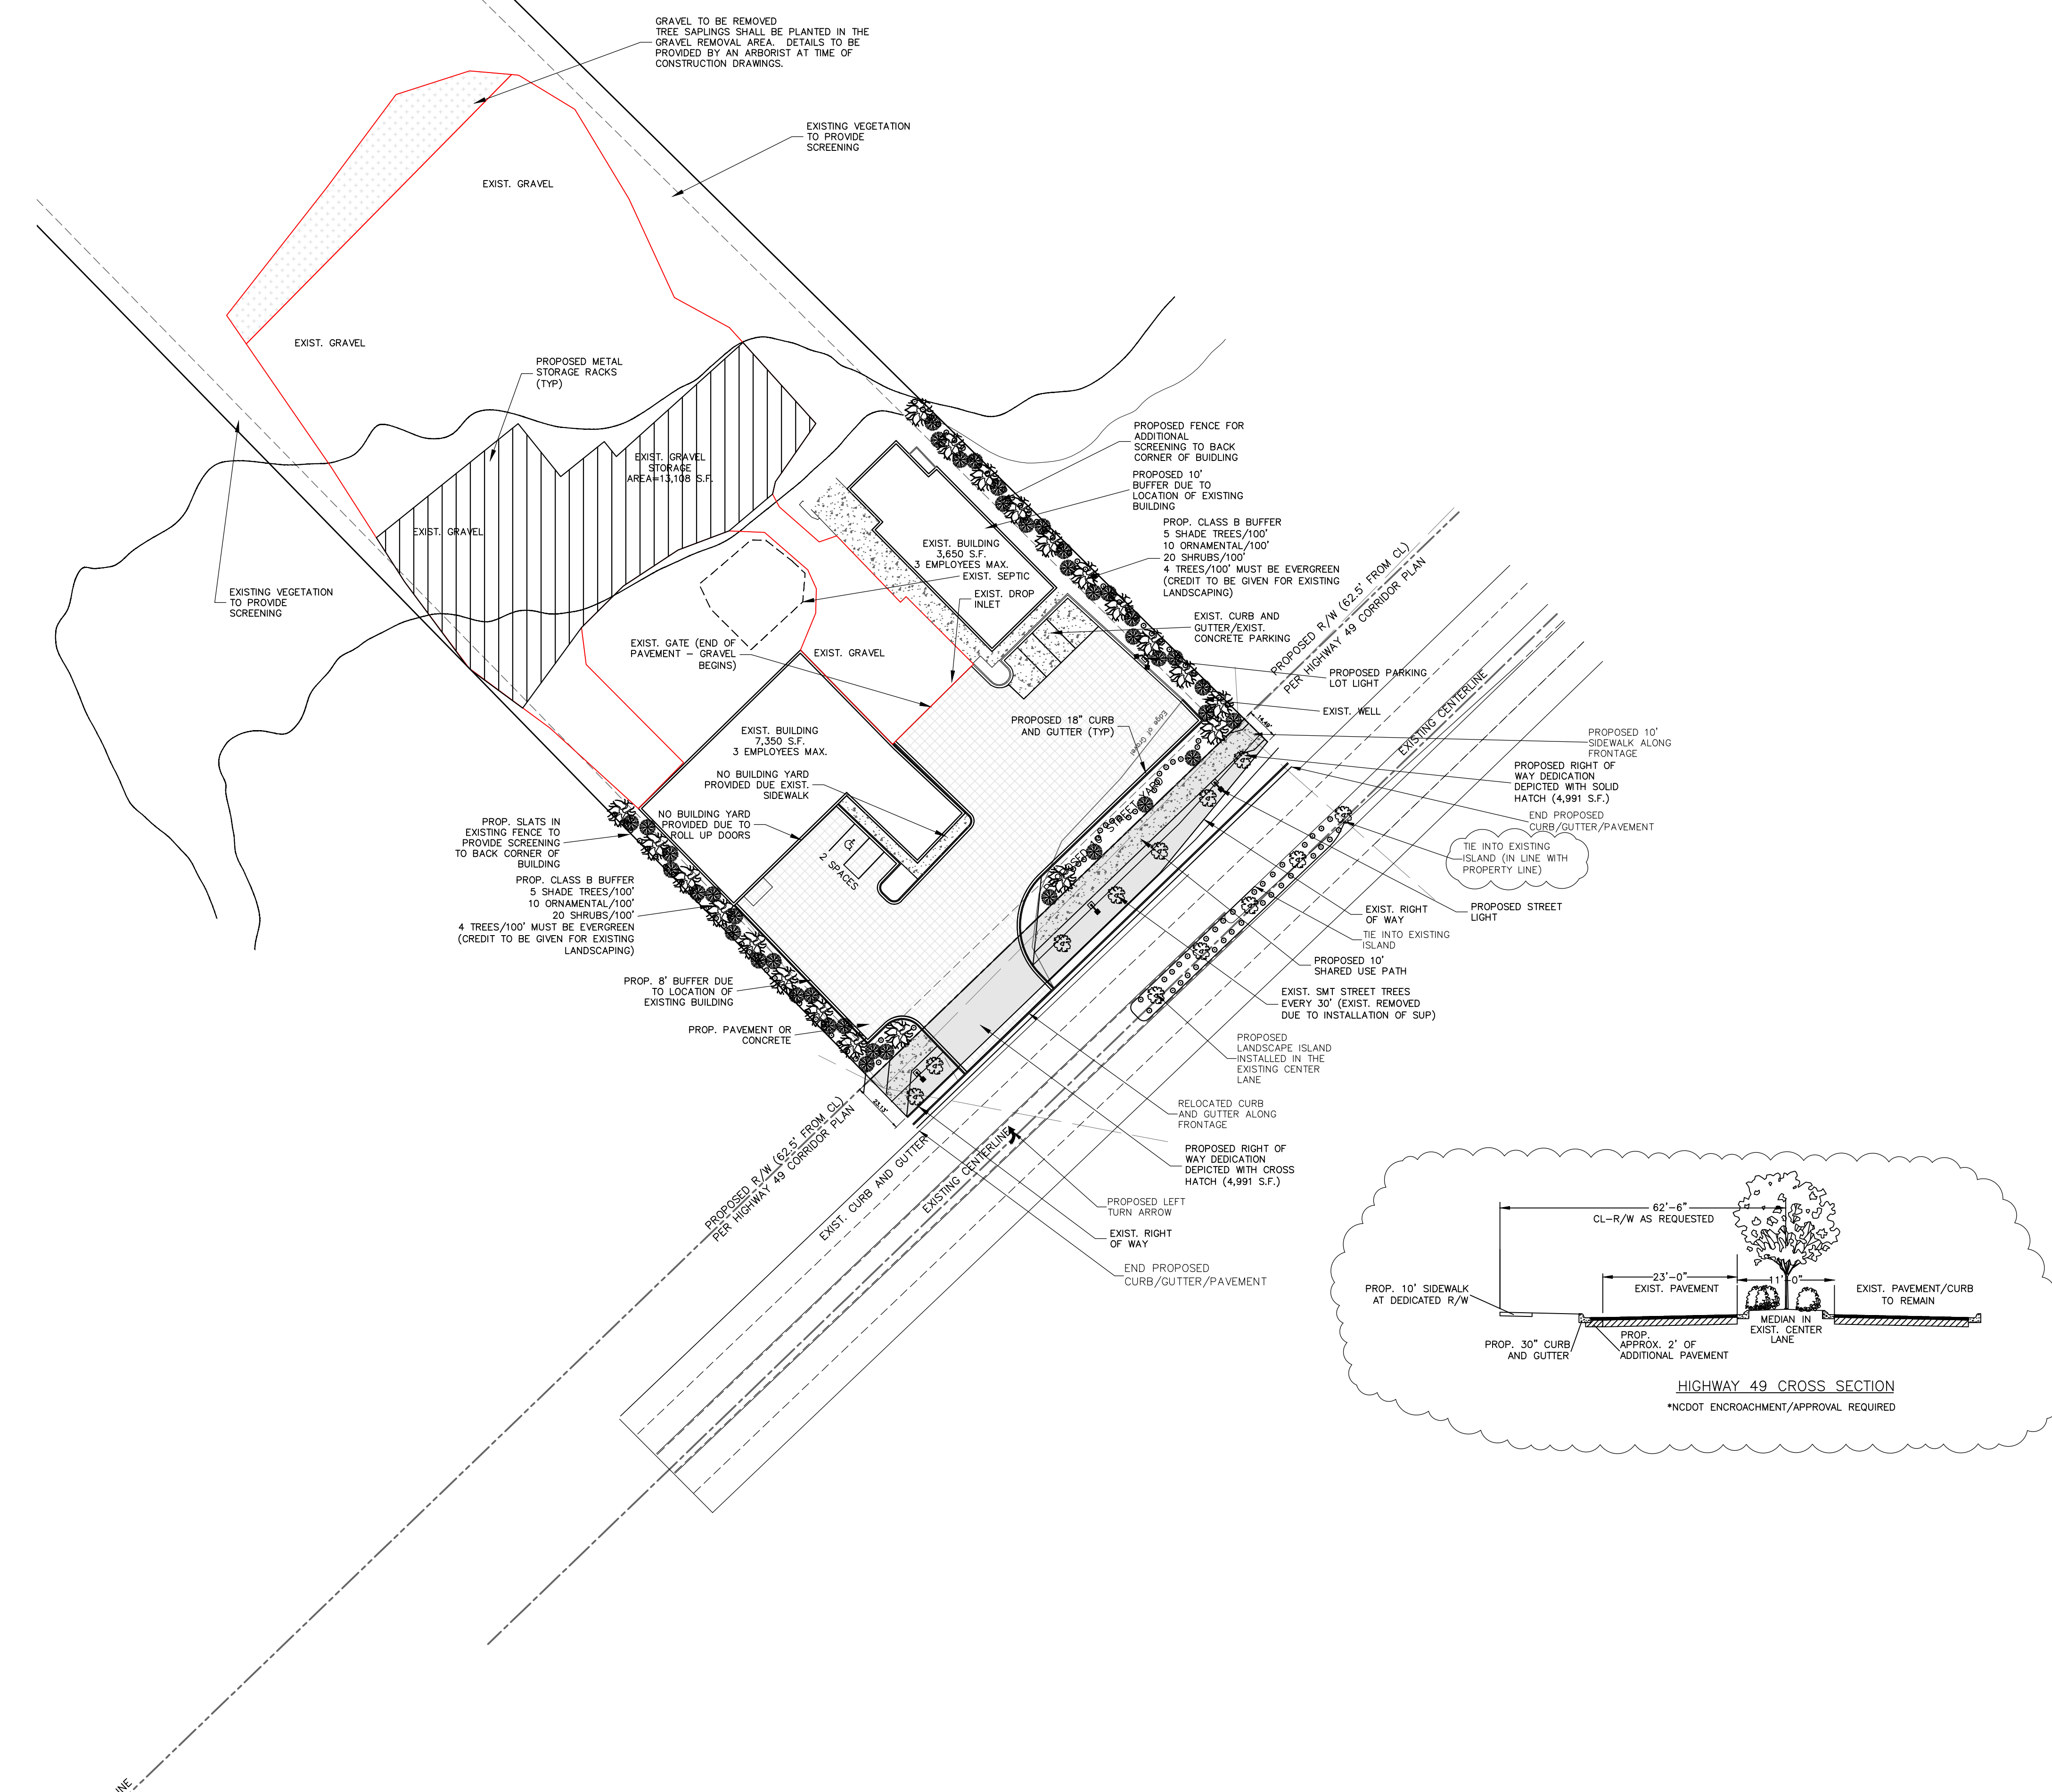 GRAVEL TO BE REMOVED
TREE SAPLINGS SHALL BE PLANTED IN THE
GRAVEL REMOVAL AREA. DETAILS TO BE
PROVIDED BY AN ARBORIST AT TIME OF
CONSTRUCTION DRAWINGS.
EXISTING VEGETATION
TO PROVIDE
SCREENING
EXIST. GRAVEL
EXIST. GRAVEL
PROPOSED METAL
STORAGE RACKS
(TYP)
EXIST. GRAVEL
STORAGE
AREA=13,108 S.F.
EXIST. GRAVEL
EXISTING VEGETATION
TO PROVIDE
SCREENING
PROPOSED FENCE FOR
ADDITIONAL
SCREENING TO BACK
CORNER OF BUIDLING
PROPOSED 10'
BUFFER DUE TO
LOCATION OF EXISTING
BUILDING
PROP. CLASS B BUFFER
5 SHADE TREES/100'
10 ORNAMENTAL/100'
20 SHRUBS/100'
4 TREES/100' MUST BE EVERGREEN
(CREDIT TO BE GIVEN FOR EXISTING
LANDSCAPING)
EXIST. BUILDING
3,650 S.F.
3 EMPLOYEES MAX.
EXIST. SEPTIC
EXIST. DROP
INLET
EXIST. CURB AND
GUTTER/EXIST.
CONCRETE PARKING
EXIST. GATE (END OF
PAVEMENT – GRAVEL
BEGINS)
EXIST. GRAVEL
PROPOSED R/W (62.5' FROM CL)
PER HIGHWAY 49 CORRIDOR PLAN
PROPOSED PARKING
LOT LIGHT
EXIST. WELL
EXISTING CENTERLINE
14.49'
PROPOSED 18" CURB
AND GUTTER (TYP)
Edge of Gravel
EXIST. BUILDING
7,350 S.F.
3 EMPLOYEES MAX.
PROPOSED 10'
SIDEWALK ALONG
FRONTAGE
PROPOSED RIGHT OF
WAY DEDICATION
DEPICTED WITH SOLID
HATCH (4,991 S.F.)
NO BUILDING YARD
PROVIDED DUE EXIST.
SIDEWALK
STREET YARD
END PROPOSED
CURB/GUTTER/PAVEMENT
NO BUILDING YARD
PROVIDED DUE TO
ROLL UP DOORS
PROP. SLATS IN
EXISTING FENCE TO
PROVIDE SCREENING
TO BACK CORNER OF
BUILDING
TIE INTO EXISTING
ISLAND (IN LINE WITH
PROPERTY LINE)
2 SPACES
PROP. CLASS B BUFFER
5 SHADE TREES/100'
10 ORNAMENTAL/100'
20 SHRUBS/100'
4 TREES/100' MUST BE EVERGREEN
(CREDIT TO BE GIVEN FOR EXISTING
LANDSCAPING)
EXIST. RIGHT
OF WAY
PROPOSED STREET
LIGHT
TIE INTO EXISTING
ISLAND
PROPOSED 10'
SHARED USE PATH
PROP. 8' BUFFER DUE
TO LOCATION OF
EXISTING BUILDING
EXIST. SMT STREET TREES
EVERY 30' (EXIST. REMOVED
DUE TO INSTALLATION OF SUP)
PROP. PAVEMENT OR
CONCRETE
PROPOSED
LANDSCAPE ISLAND
INSTALLED IN THE
EXISTING CENTER
LANE
23.13'
RELOCATED CURB
AND GUTTER ALONG
FRONTAGE
PROPOSED R/W (62.5' FROM CL)
PER HIGHWAY 49 CORRIDOR PLAN
EXIST. CURB AND GUTTER
EXISTING CENTERLINE
PROPOSED RIGHT OF
WAY DEDICATION
DEPICTED WITH CROSS
HATCH (4,991 S.F.)
PROPOSED LEFT
TURN ARROW
EXIST. RIGHT
OF WAY
END PROPOSED
CURB/GUTTER/PAVEMENT
62'-6"
CL-R/W AS REQUESTED
23'-0"
EXIST. PAVEMENT
11'-0"
EXIST. PAVEMENT/CURB
TO REMAIN
PROP. 10' SIDEWALK
AT DEDICATED R/W
MEDIAN IN
EXIST. CENTER
LANE
PROP. 30" CURB
AND GUTTER
PROP.
APPROX. 2' OF
ADDITIONAL PAVEMENT
HIGHWAY 49 CROSS SECTION
*NCDOT ENCROACHMENT/APPROVAL REQUIRED